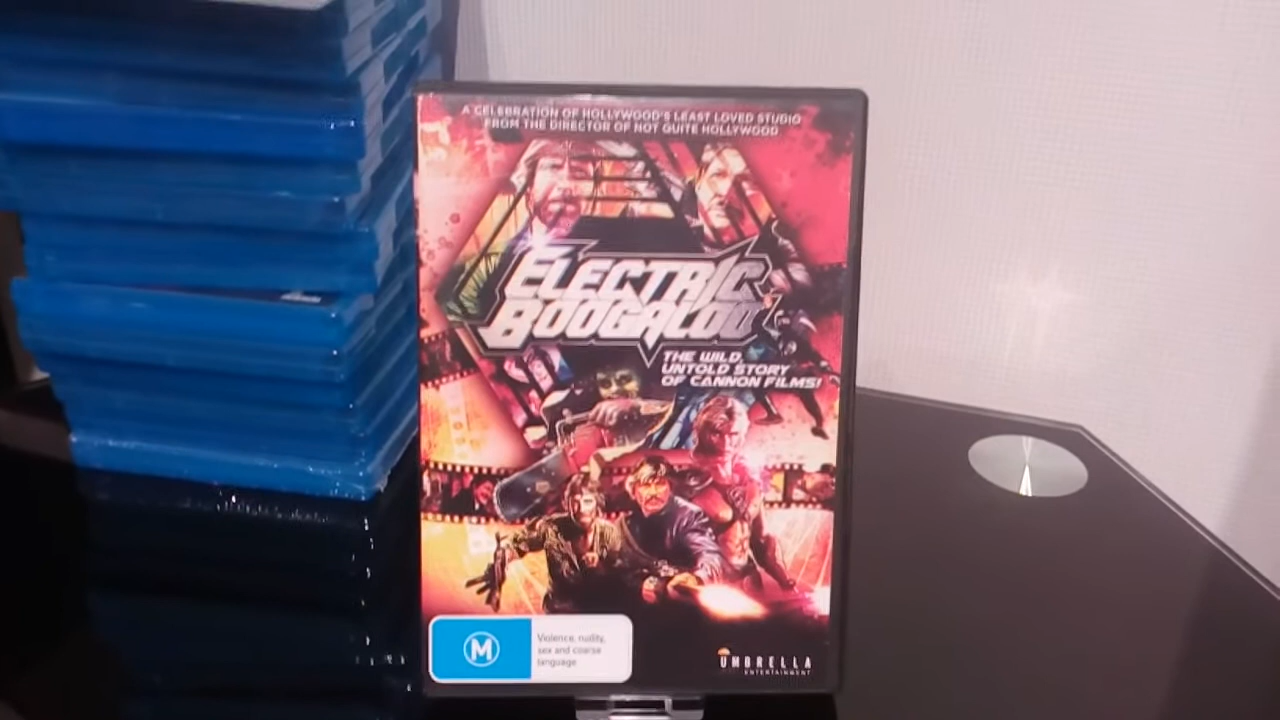 A CELEBRATION OF HOLLYWOOD'S LEAST LOVED STUDIO
FROM THE DIRECTOR OF NOT QUITE HOLLYWOOD
ELECTRIC
BOOGALOO
THE WILD,
UNTOLD STORY
OF CANNON FILMS!
M
Violence, nudity,
sex and coarse
language
UMBRELLA
ENTERTAINMENT